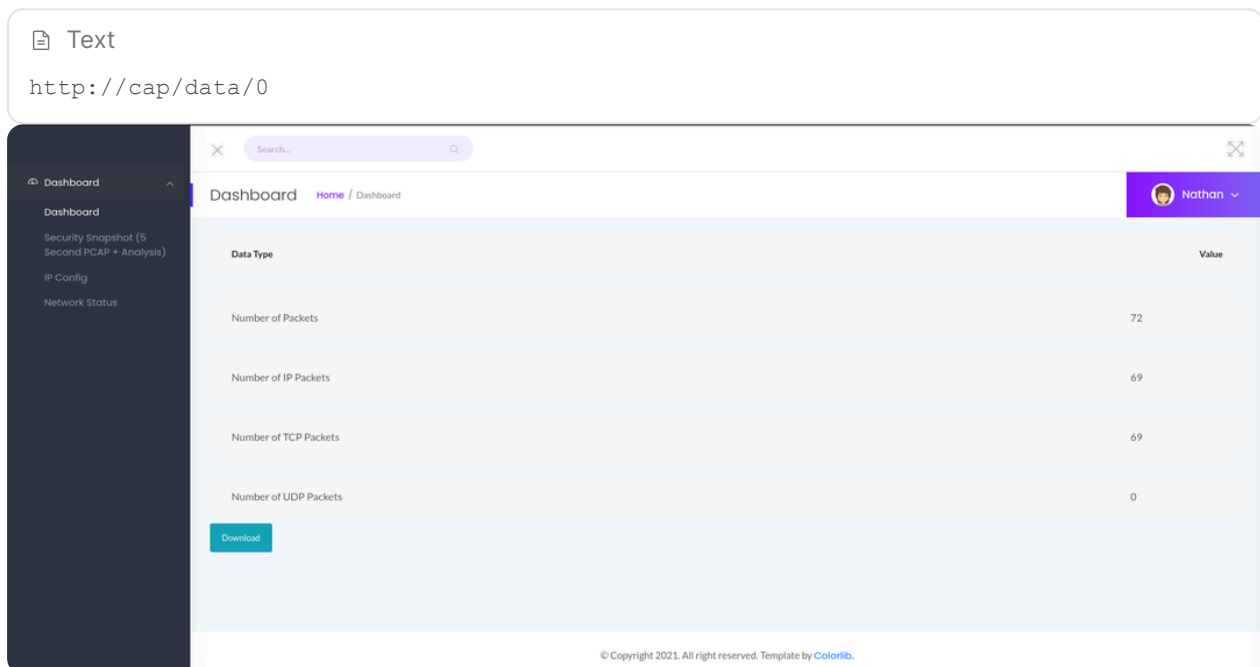 Text
http://cap/data/0
Search...
Dashboard
Dashboard
Security Snapshot (5
Second PCAP + Analysis)
IP Config
Network Status
Dashboard Home / Dashboard
Nathan
Data Type Value
Number of Packets 72
Number of IP Packets 69
Number of TCP Packets 69
Number of UDP Packets 0
Download
© Copyright 2021. All right reserved. Template by Colorlib.